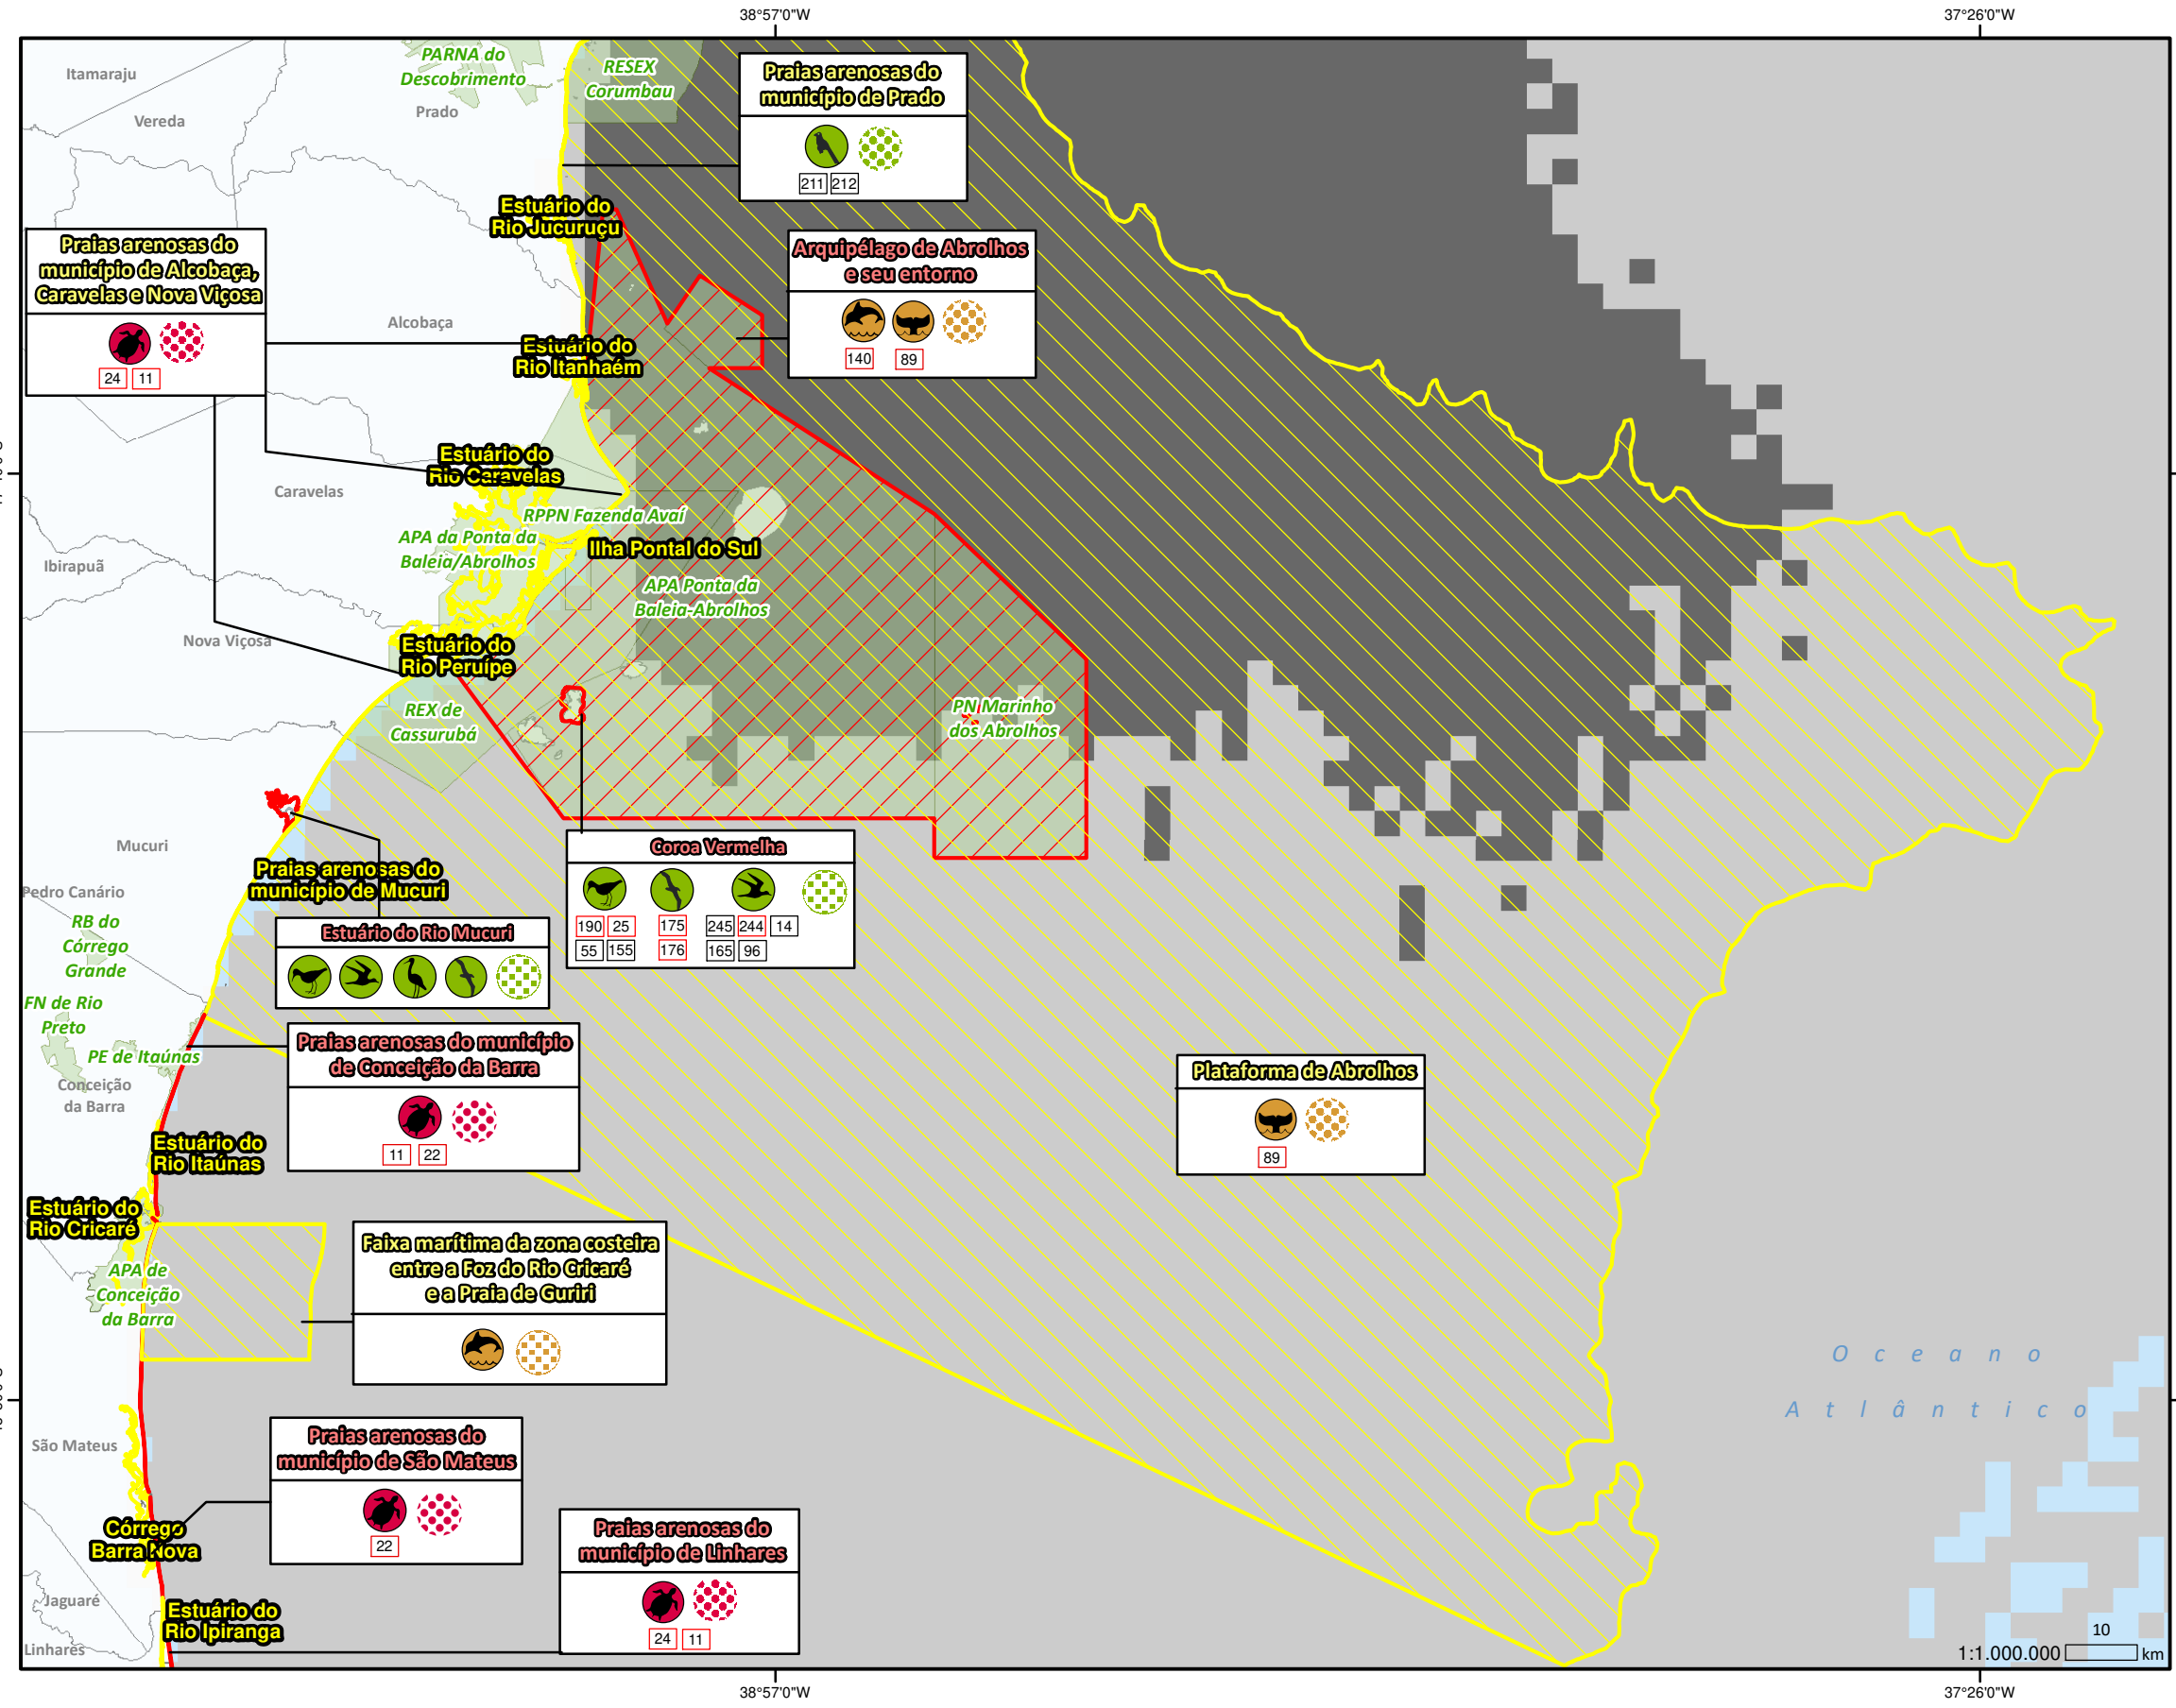 38°57'0"W
37°26'0"W
Itamaraju
Vereda
PARNA do
Descobrimento
Prado
RESEX
Corumbau
Praias arenosas do
município de Prado
211 212
Estuário do
Rio Jucuruçu
Praias arenosas do
município de Alcobaça,
Caravelas e Nova Viçosa
24 11
Arquipélago de Abrolhos
e seu entorno
140 89
Alcobaça
Estuário do
Rio Itanhaém
Estuário do
Rio Caravelas
Caravelas
RPPN Fazenda Avaí
APA da Ponta da
Baleia/Abrolhos
Ilha Pontal do Sul
Ibirapuã
APA Ponta da
Baleia-Abrolhos
Nova Viçosa
Estuário do
Rio Peruípe
REX de
Cassurubá
PN Marinho
dos Abrolhos
Mucuri
Praias arenosas do
município de Mucuri
Coroa Vermelha
190 25 175 245 244 14
55 155 176 165 96
Pedro Canário
RB do
Córrego
Grande
Estuário do Rio Mucuri
FN de Rio
Preto
PE de Itaúnas
Praias arenosas do município
de Conceição da Barra
11 22
Conceição
da Barra
Plataforma de Abrolhos
89
Estuário do
Rio Itaúnas
Estuário do
Rio Cricaré
APA de
Conceição
da Barra
Faixa marítima da zona costeira
entre a Foz do Rio Cricaré
e a Praia de Guriri
Oceano
Atlântico
São Mateus
Praias arenosas do
município de São Mateus
22
Córrego
Barra Nova
Praias arenosas do
município de Linhares
24 11
Jaguaré
Estuário do
Rio Ipiranga
Linhares
10
1:1.000.000 km
38°57'0"W
37°26'0"W